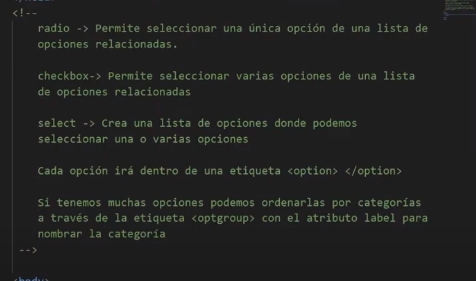 <!--
radio -> Permite seleccionar una única opción de una lista de
opciones relacionadas.
checkbox-> Permite seleccionar varias opciones de una lista
de opciones relacionadas
select -> Crea una lista de opciones donde podemos
seleccionar una o varias opciones
Cada opción irá dentro de una etiqueta <option> </option>
Si tenemos muchas opciones podemos ordenarlas por categorías
a través de la etiqueta <optgroup> con el atributo label para
nombrar la categoría
-->
<body>